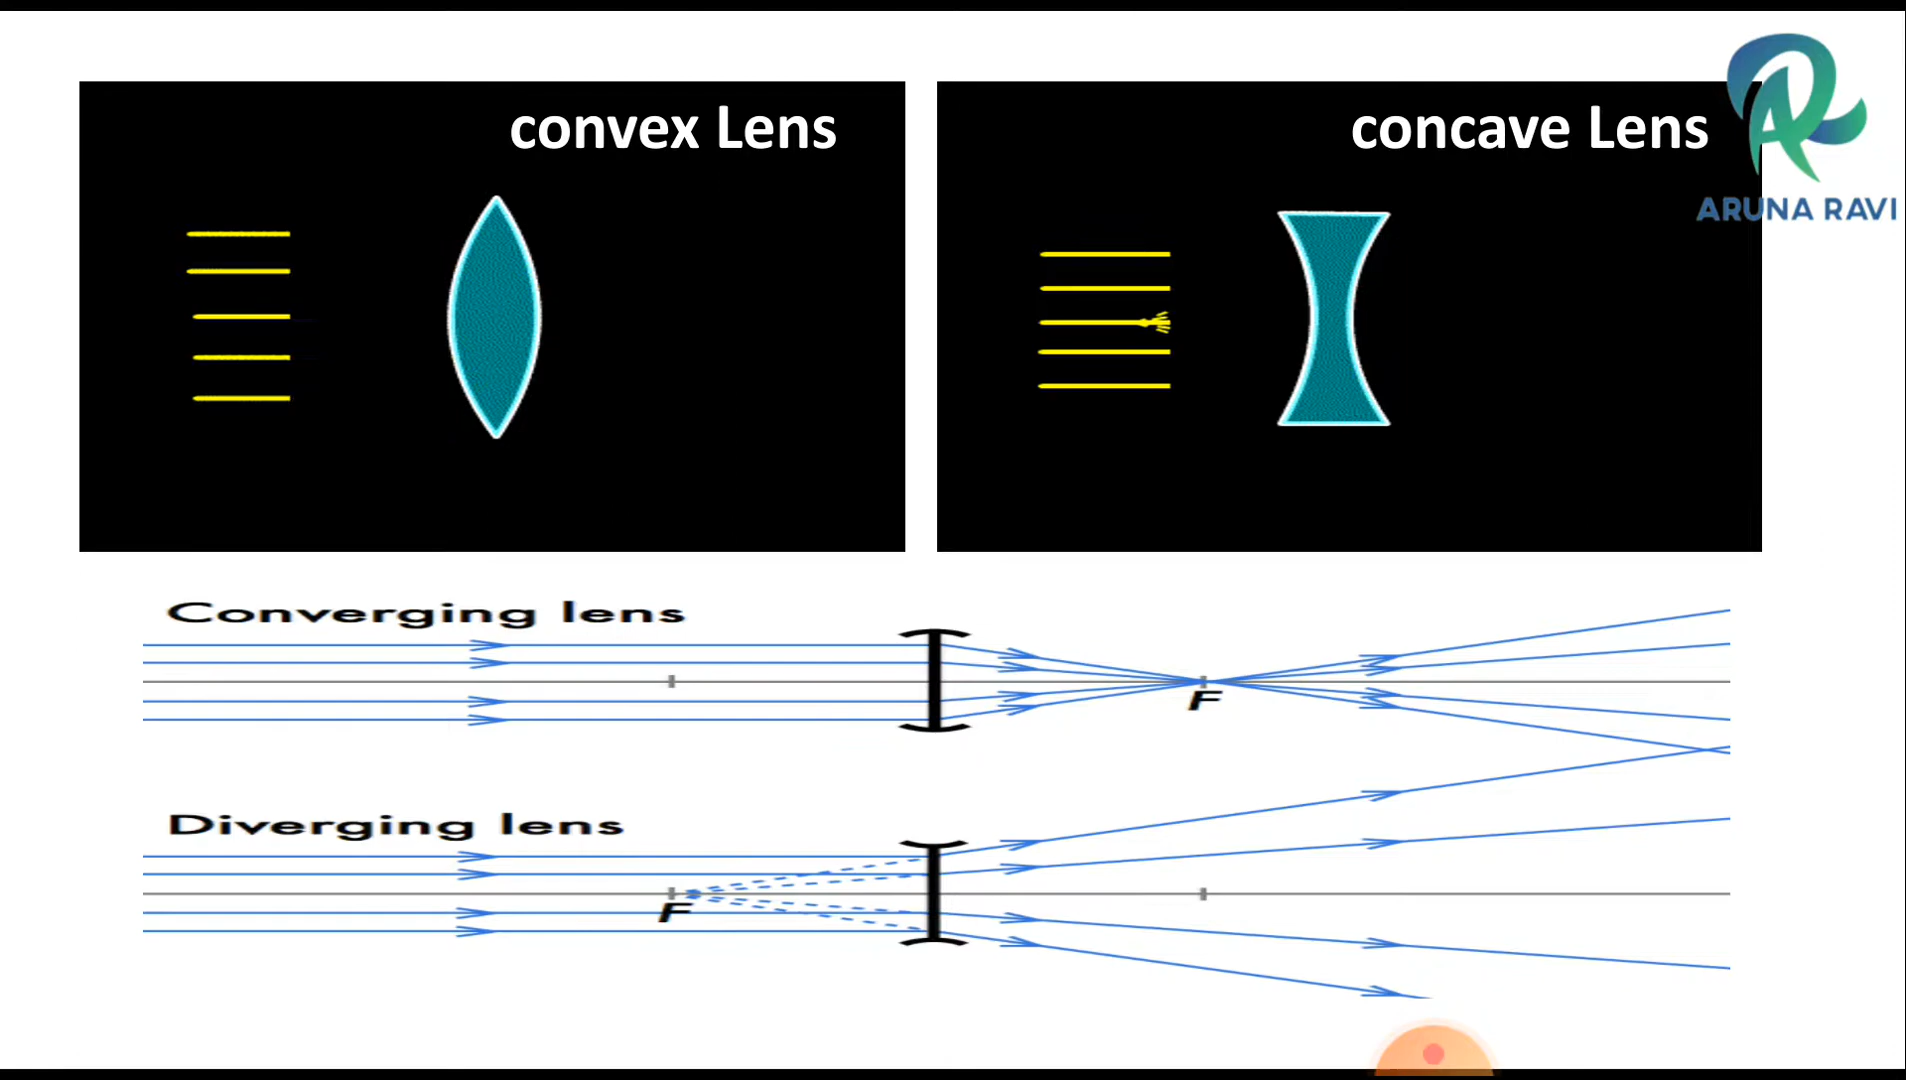 convex Lens
concave Lens
ARUNA RAVI
Converging lens
F
Diverging lens
F